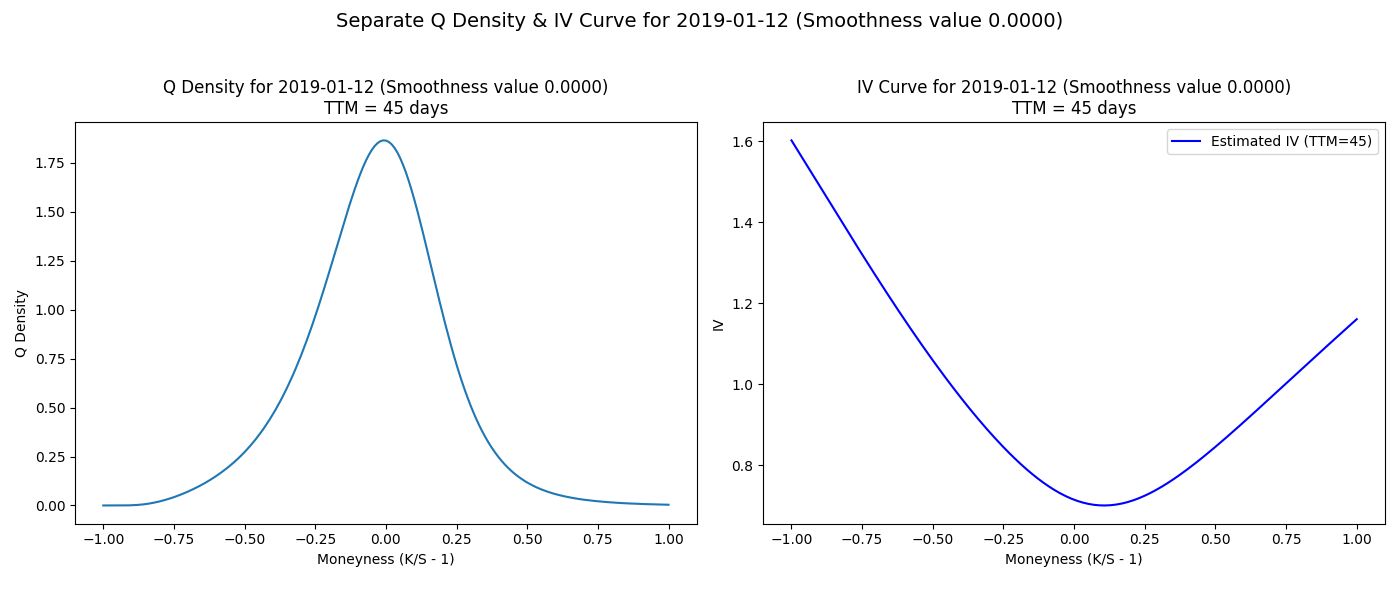 Separate Q Density & IV Curve for 2019-01-12 (Smoothness value 0.0000)
Q Density for 2019-01-12 (Smoothness value 0.0000)
TTM = 45 days
Q Density
1.75
1.50
1.25
1.00
0.75
0.50
0.25
0.00
−1.00 −0.75 −0.50 −0.25 0.00 0.25 0.50 0.75 1.00
Moneyness (K/S - 1)
IV Curve for 2019-01-12 (Smoothness value 0.0000)
TTM = 45 days
Estimated IV (TTM=45)
IV
1.6
1.4
1.2
1.0
0.8
−1.00 −0.75 −0.50 −0.25 0.00 0.25 0.50 0.75 1.00
Moneyness (K/S - 1)